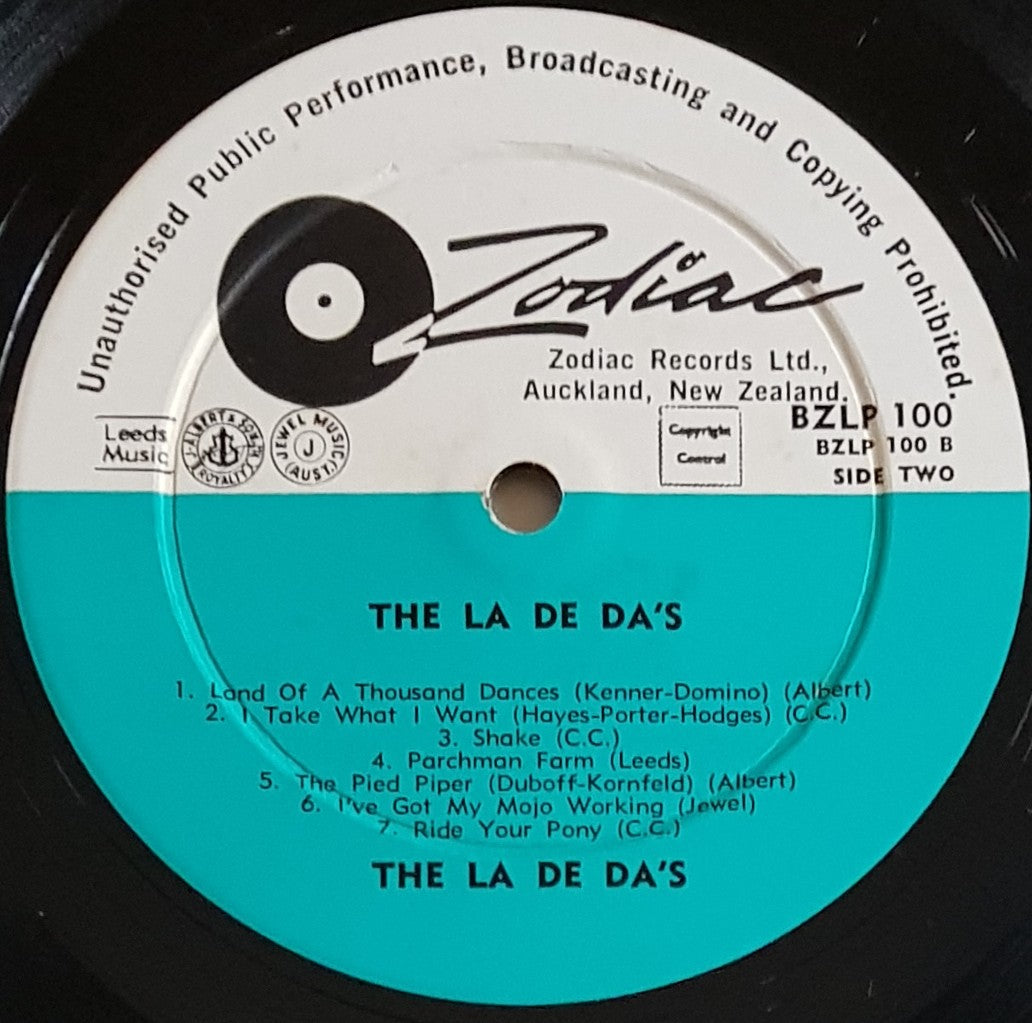 Unauthorised Public Performance, Broadcasting and Copying Prohibited.
Zodiac
Zodiac Records Ltd.,
Auckland, New Zealand.
Leeds
Music
J. ALBERT & SON
ROYALTY
JEWEL MUSIC
J
(AUST.)
Copyright
Control
BZLP 100
BZLP 100 B
SIDE TWO
THE LA DE DA'S
1. Land Of A Thousand Dances (Kenner-Domino) (Albert)
2. I Take What I Want (Hayes-Porter-Hodges) (C.C.)
3. Shake (C.C.)
4. Parchman Farm (Leeds)
5. The Pied Piper (Duboff-Kornfeld) (Albert)
6. I've Got My Mojo Working (Jewel)
7. Ride Your Pony (C.C.)
THE LA DE DA'S